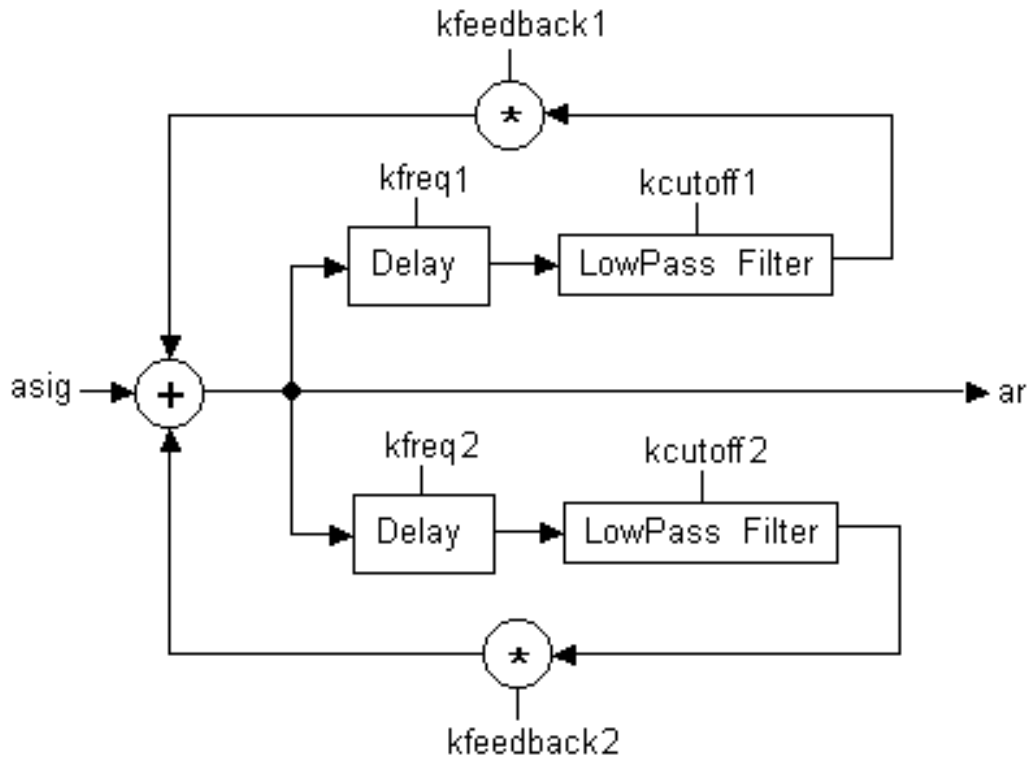 kfeedback1
*
kfreq1
kcutoff1
Delay
LowPass Filter
asig
+
ar
kfreq2
kcutoff2
Delay
LowPass Filter
*
kfeedback2